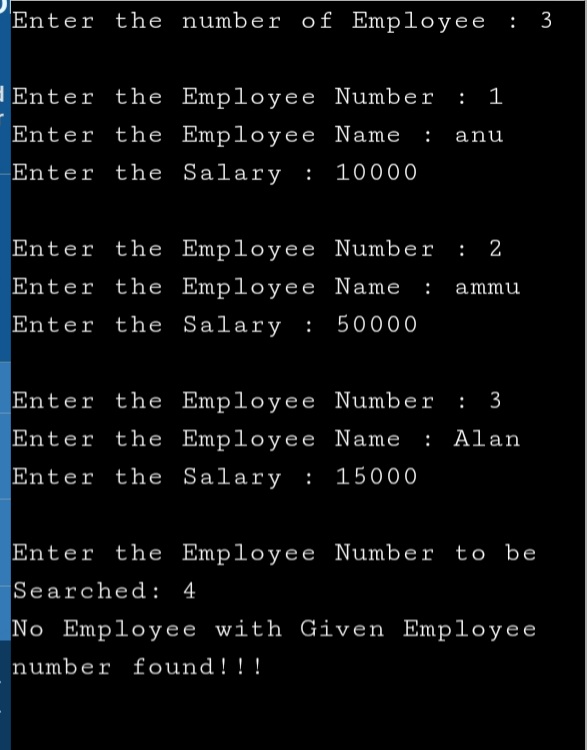 Enter the number of Employee : 3
Enter the Employee Number : 1
Enter the Employee Name : anu
Enter the Salary : 10000
Enter the Employee Number : 2
Enter the Employee Name : ammu
Enter the Salary : 50000
Enter the Employee Number : 3
Enter the Employee Name : Alan
Enter the Salary : 15000
Enter the Employee Number to be
Searched: 4
No Employee with Given Employee
number found!!!